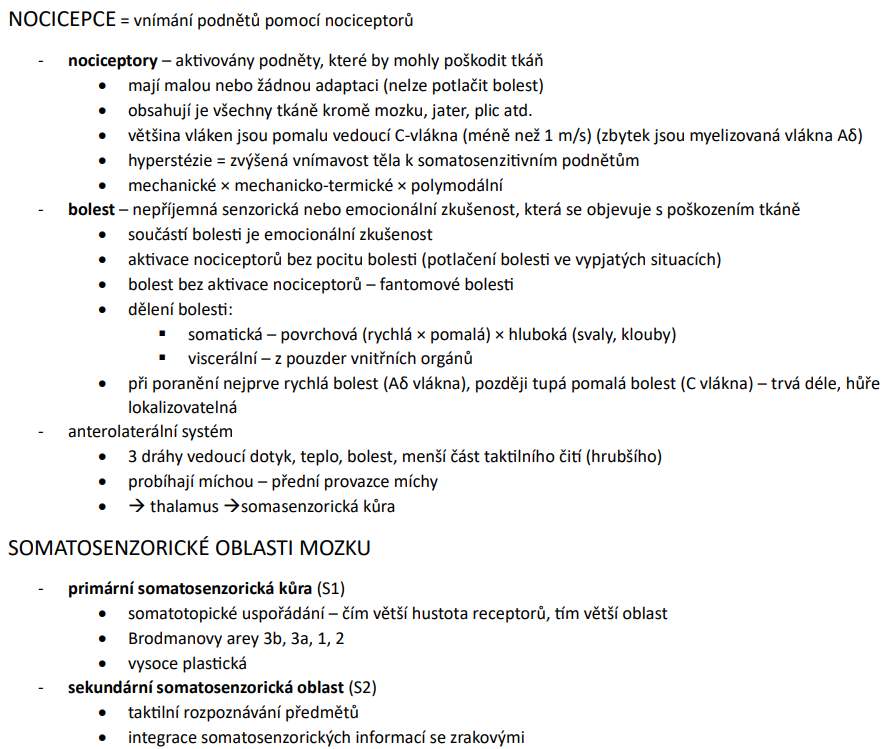 NOCICEPCE = vnímání podnětů pomocí nociceptorů
- nociceptory – aktivovány podněty, které by mohly poškodit tkáň
• mají malou nebo žádnou adaptaci (nelze potlačit bolest)
• obsahují je všechny tkáně kromě mozku, jater, plic atd.
• většina vláken jsou pomalu vedoucí C-vlákna (méně než 1 m/s) (zbytek jsou myelizovaná vlákna Aδ)
• hyperstézie = zvýšená vnímavost těla k somatosenzitivním podnětům
• mechanické × mechanicko-termické × polymodální
- bolest – nepříjemná senzorická nebo emocionální zkušenost, která se objevuje s poškozením tkáně
• součástí bolesti je emocionální zkušenost
• aktivace nociceptorů bez pocitu bolesti (potlačení bolesti ve vypjatých situacích)
• bolest bez aktivace nociceptorů – fantomové bolesti
• dělení bolesti:
▪ somatická – povrchová (rychlá × pomalá) × hluboká (svaly, klouby)
▪ viscerální – z pouzder vnitřních orgánů
• při poranění nejprve rychlá bolest (Aδ vlákna), později tupá pomalá bolest (C vlákna) – trvá déle, hůře
lokalizovatelná
- anterolaterální systém
• 3 dráhy vedoucí dotyk, teplo, bolest, menší část taktilního čití (hrubšího)
• probíhají míchou – přední provazce míchy
• → thalamus →somasenzorická kůra
SOMATOSENZORICKÉ OBLASTI MOZKU
- primární somatosenzorická kůra (S1)
• somatotopické uspořádání – čím větší hustota receptorů, tím větší oblast
• Brodmanovy arey 3b, 3a, 1, 2
• vysoce plastická
- sekundární somatosenzorická oblast (S2)
• taktilní rozpoznávání předmětů
• integrace somatosenzorických informací se zrakovými